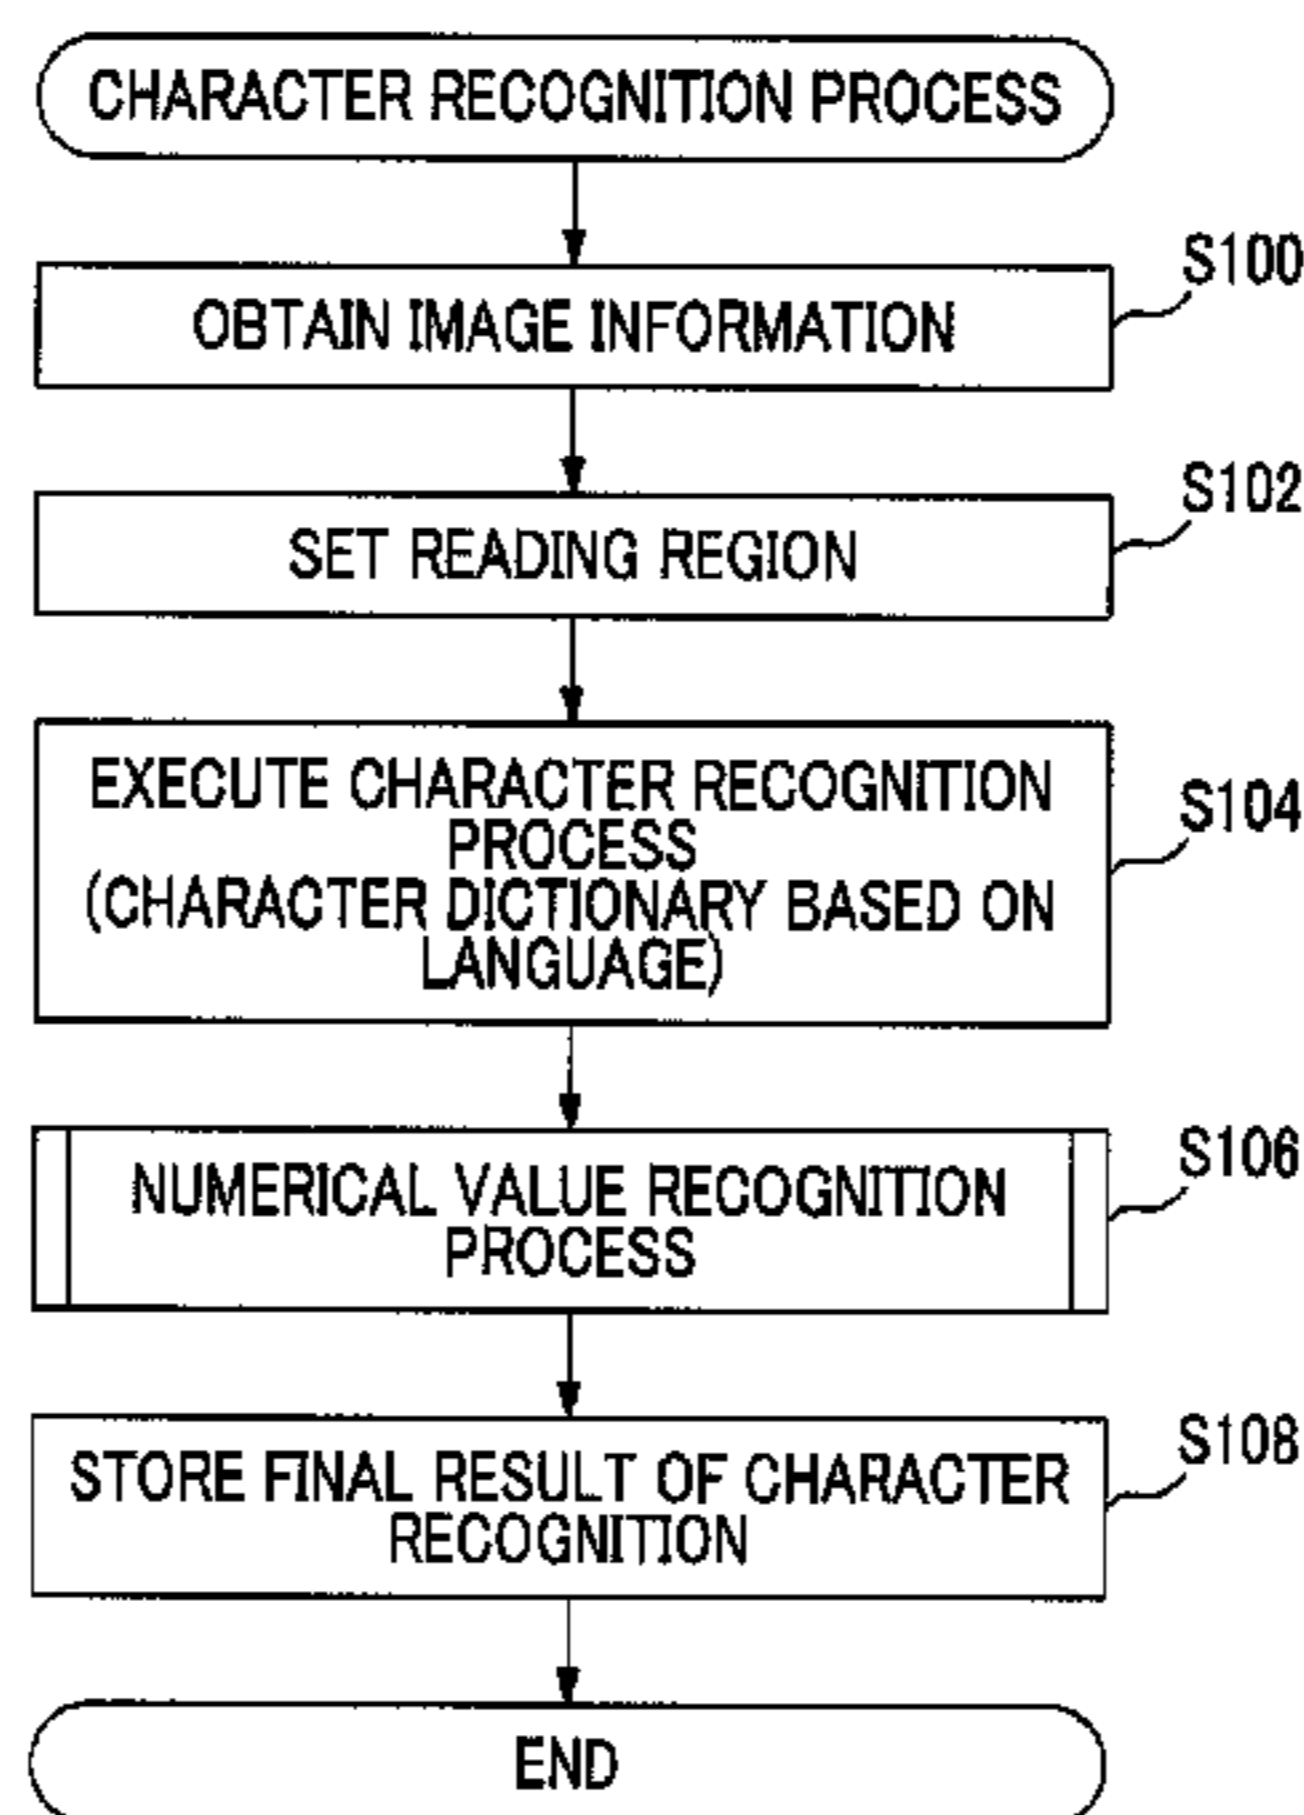 CHARACTER RECOGNITION PROCESS
S100
OBTAIN IMAGE INFORMATION
S102
SET READING REGION
S104
EXECUTE CHARACTER RECOGNITION
PROCESS
(CHARACTER DICTIONARY BASED ON
LANGUAGE)
S106
NUMERICAL VALUE RECOGNITION
PROCESS
S108
STORE FINAL RESULT OF CHARACTER
RECOGNITION
END